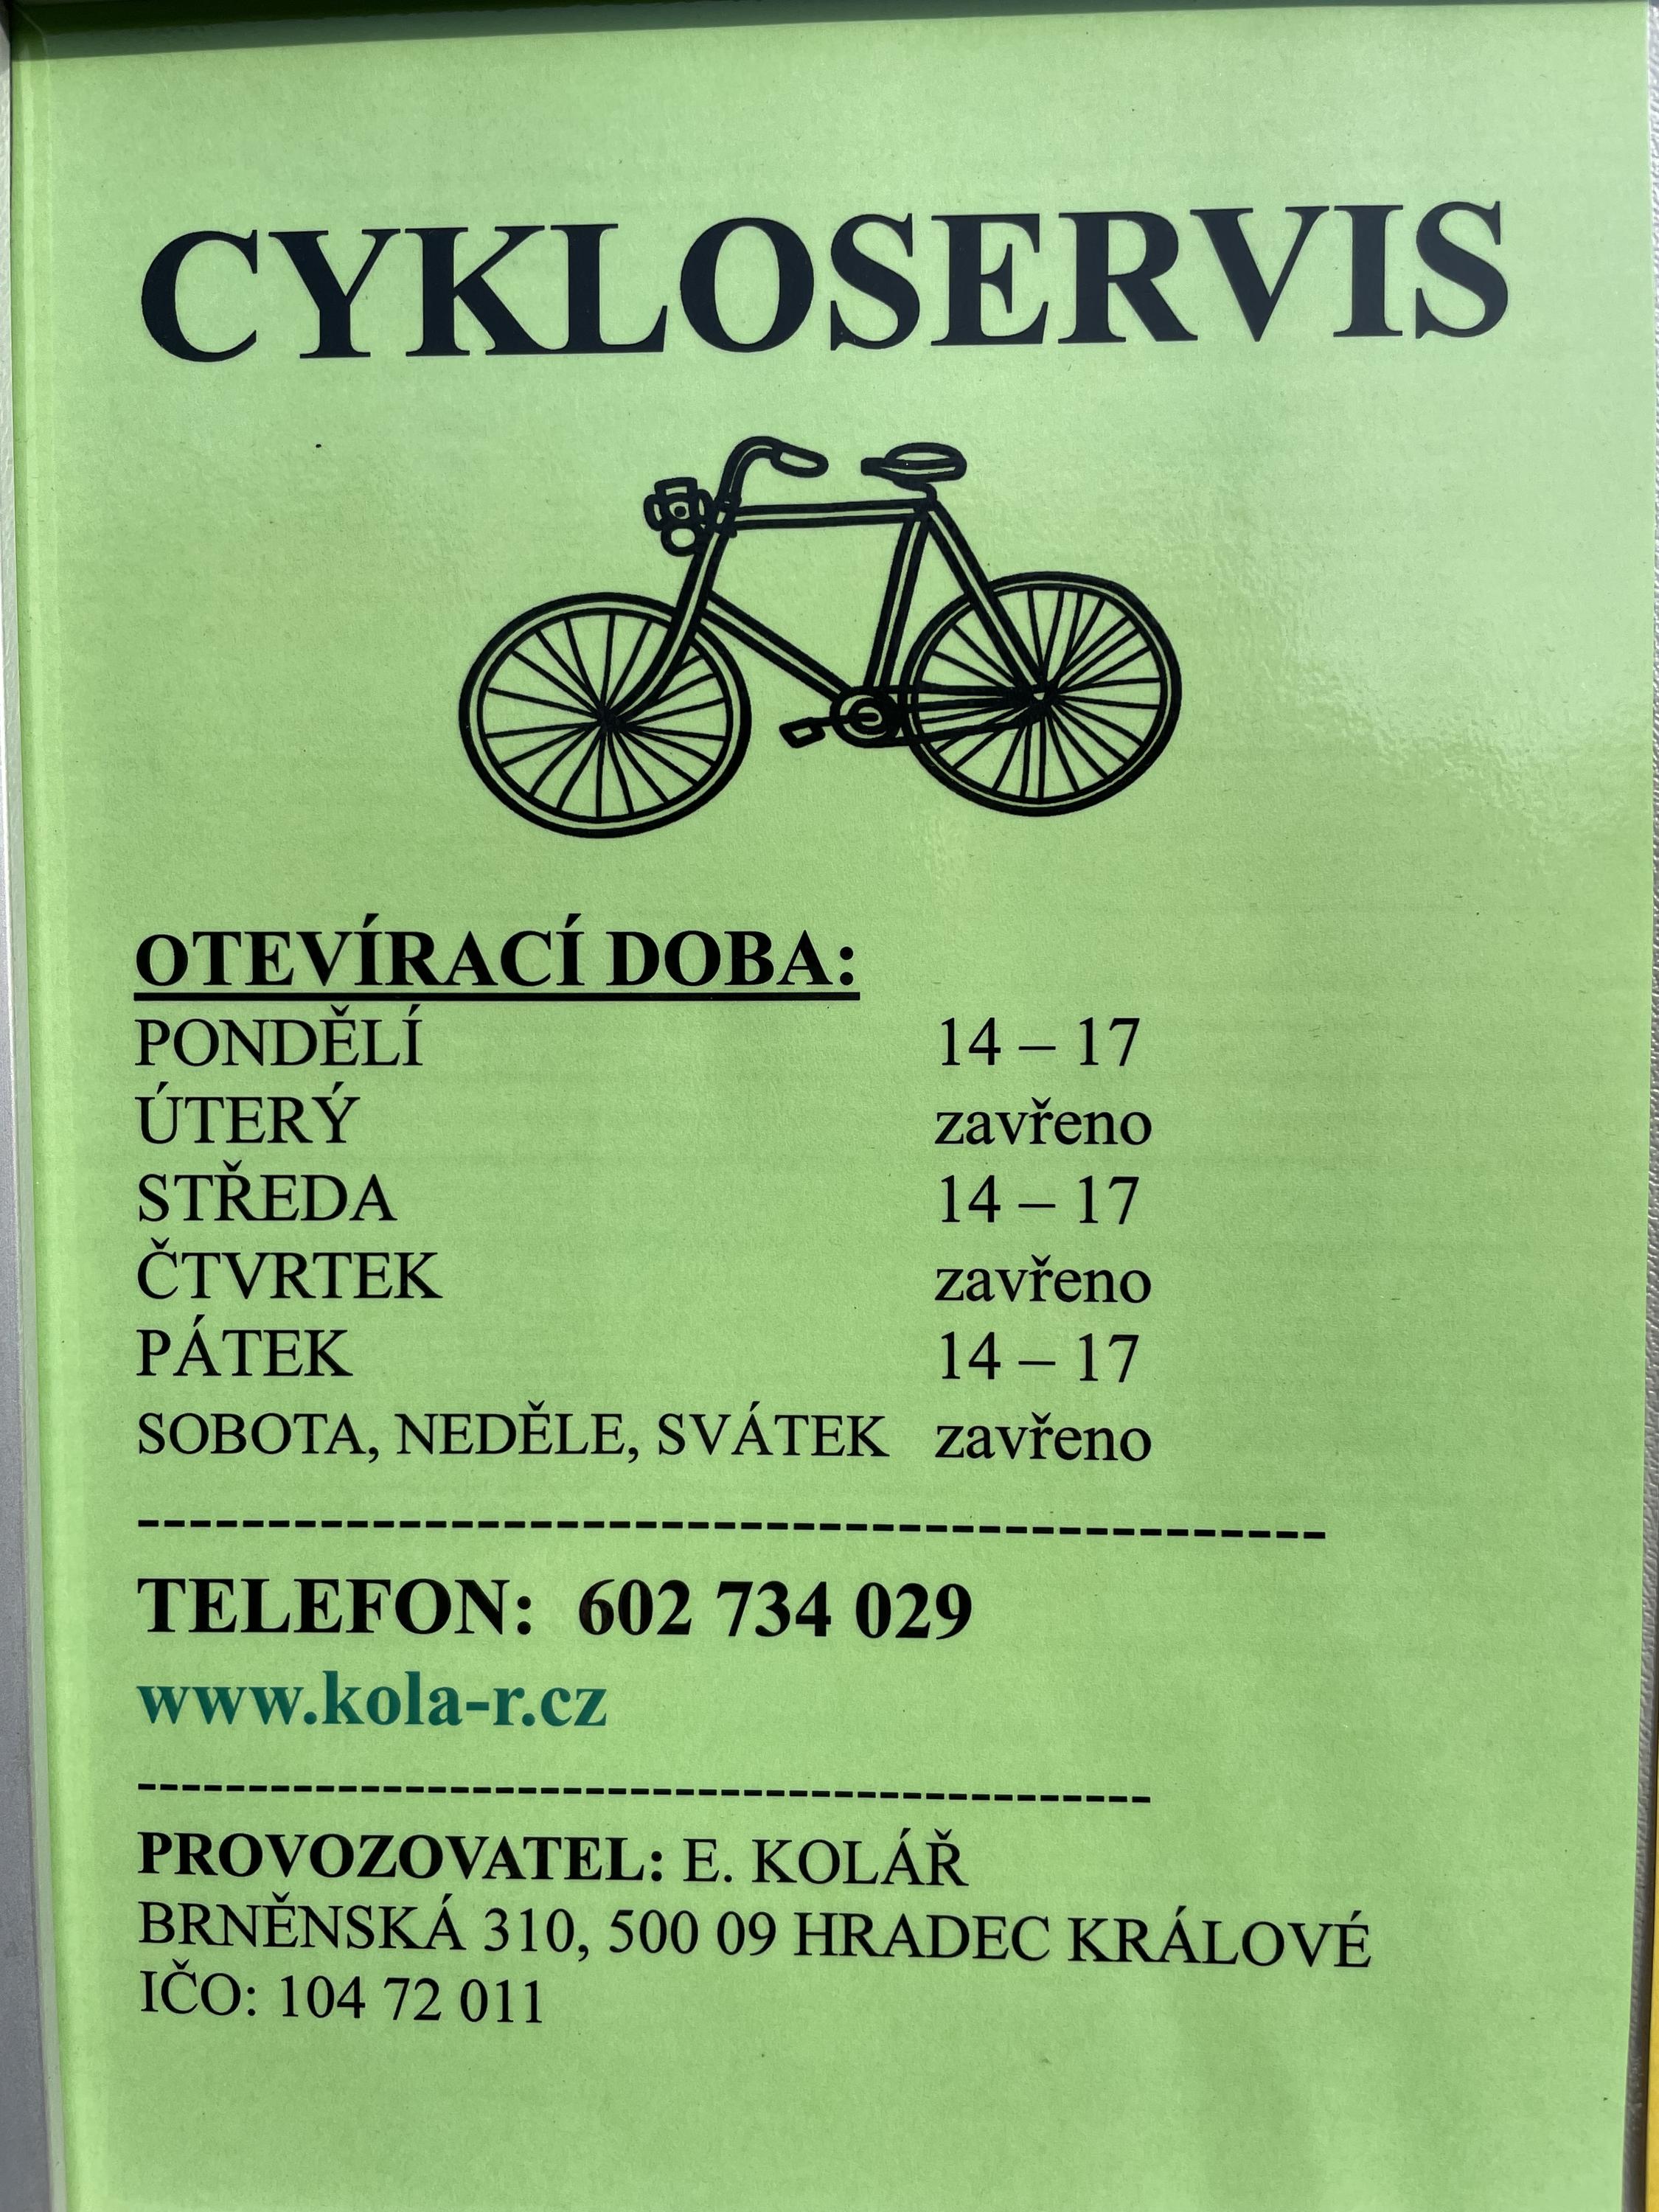 CYKLOSERVIS
OTEVÍRACÍ DOBA:
PONDĚLÍ 14 – 17
ÚTERÝ zavřeno
STŘEDA 14 – 17
ČTVRTEK zavřeno
PÁTEK 14 – 17
SOBOTA, NEDĚLE, SVÁTEK zavřeno
----------------------------------------------
TELEFON: 602 734 029
www.kola-r.cz
----------------------------------------------
PROVOZOVATEL: E. KOLÁŘ
BRNĚNSKÁ 310, 500 09 HRADEC KRÁLOVÉ
IČO: 104 72 011